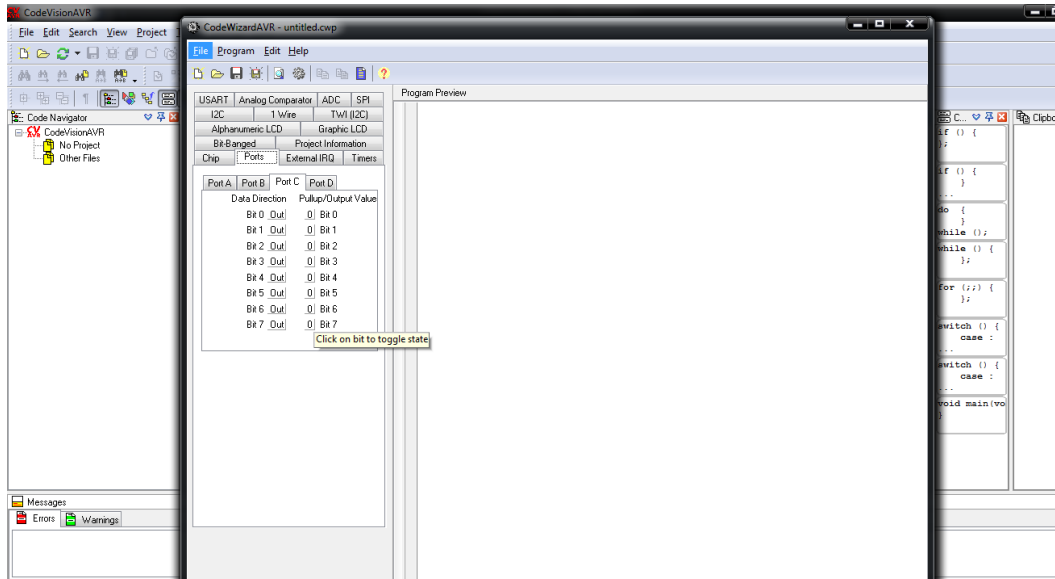 CodeVisionAVR
CodeWizardAVR - untitled.cwp
File Edit Search View Project
File Program Edit Help
Code Navigator
CodeVisionAVR
No Project
Other Files
USART Analog Comparator ADC SPI
I2C 1 Wire TWI (I2C)
Alphanumeric LCD Graphic LCD
Bit-Banged Project Information
Chip Ports External IRQ Timers
Port A Port B Port C Port D
Data Direction Pullup/Output Value
Bit 0 Out 0 Bit 0
Bit 1 Out 0 Bit 1
Bit 2 Out 0 Bit 2
Bit 3 Out 0 Bit 3
Bit 4 Out 0 Bit 4
Bit 5 Out 0 Bit 5
Bit 6 Out 0 Bit 6
Bit 7 Out 0 Bit 7
Click on bit to toggle state
Program Preview
C...
Clipbo
if () {
};
if () {
}
...
do {
}
while ();
while () {
};
for (;;) {
};
switch () {
case :
...
switch () {
case :
...
void main(vo
}
Messages
Errors Warnings